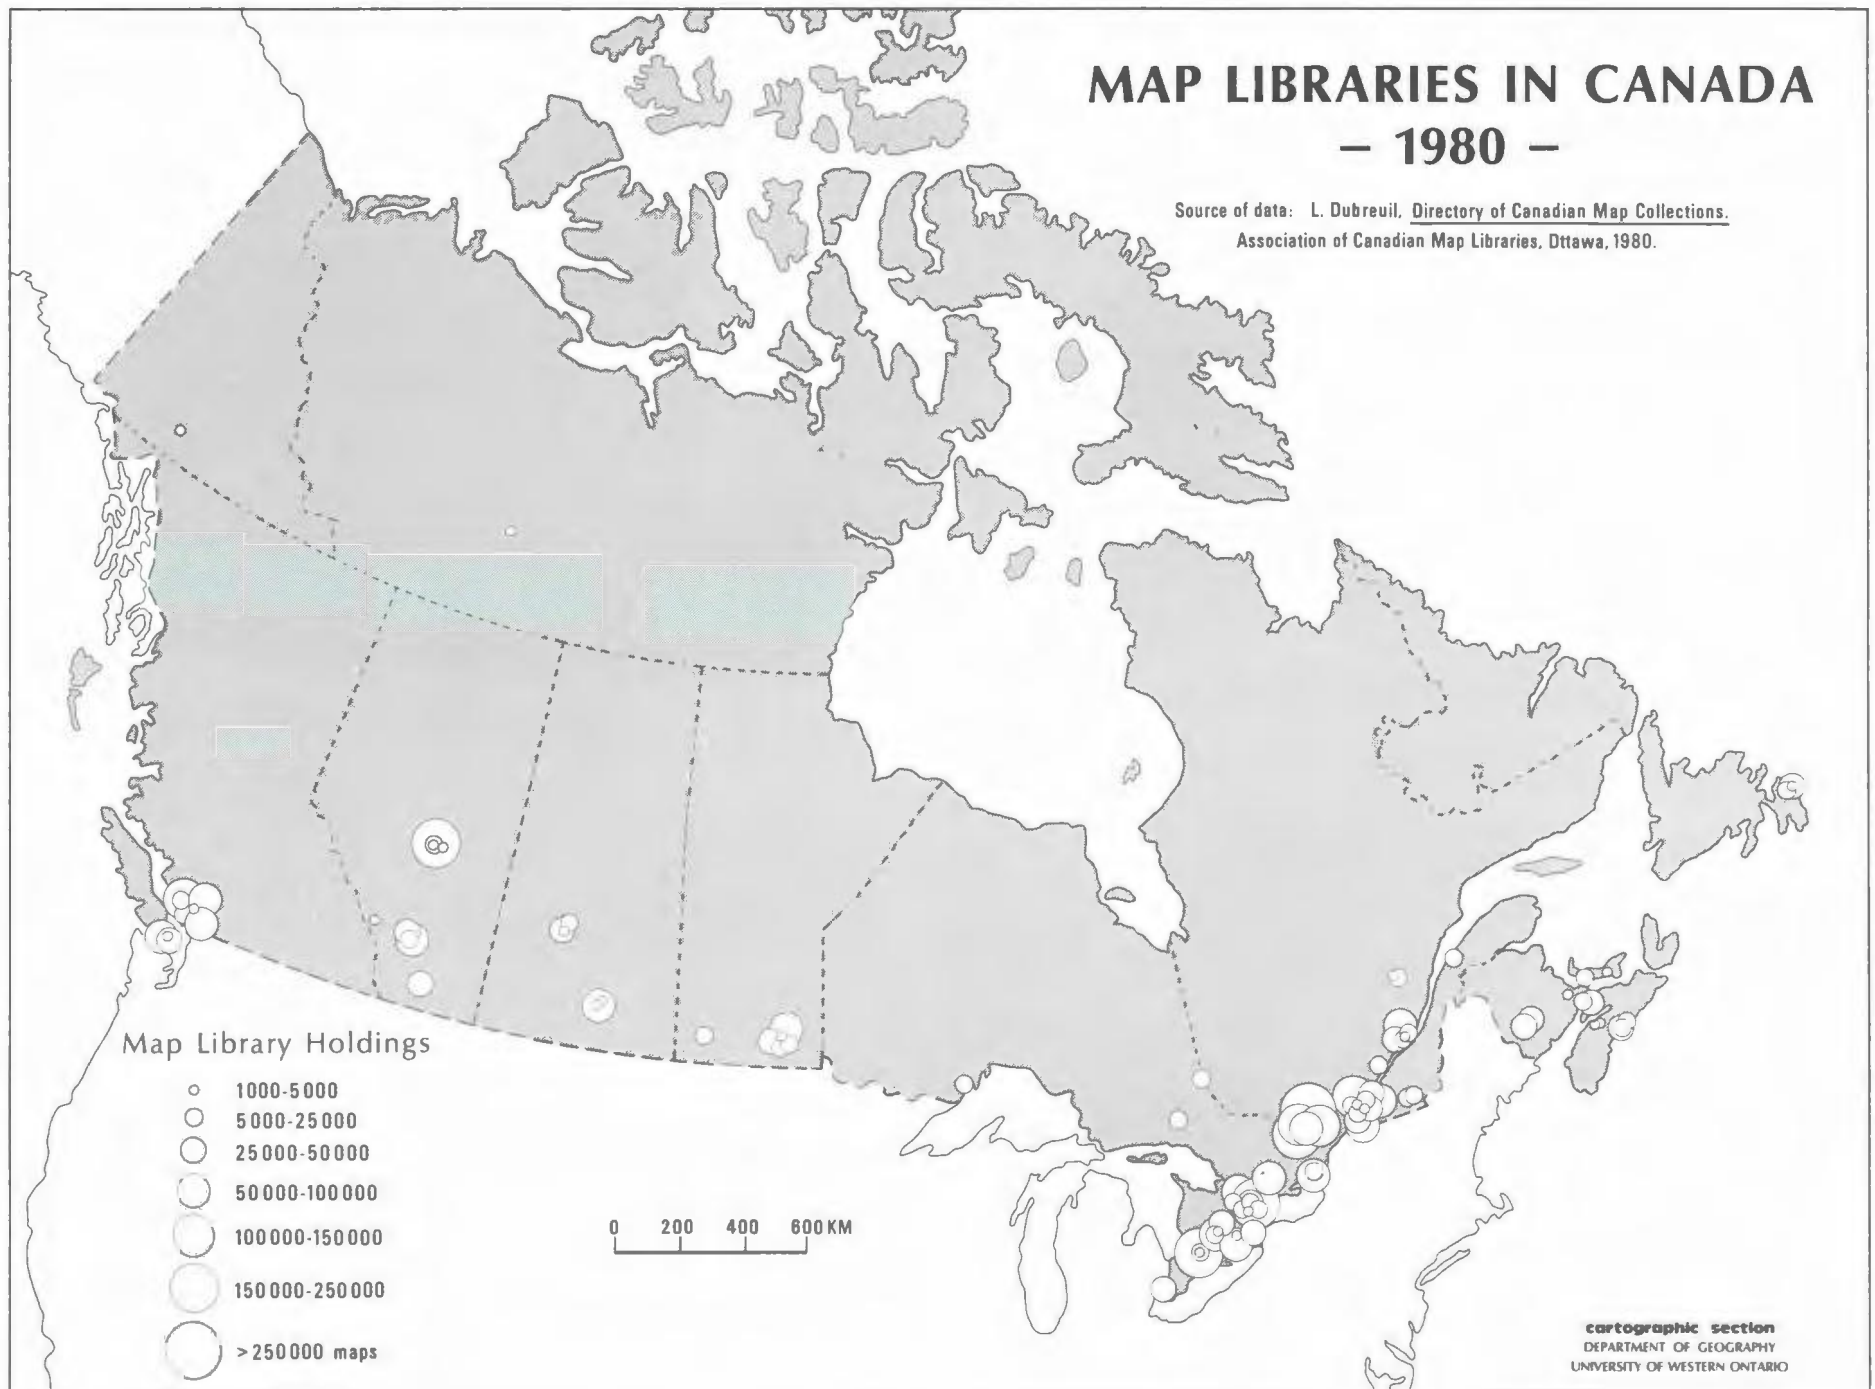 MAP LIBRARIES IN CANADA
– 1980 –
Source of data: L. Dubreuil, Directory of Canadian Map Collections.
Association of Canadian Map Libraries, Dttawa, 1980.
Map Library Holdings
1000-5000
5000-25000
25000-50000
50000-100000
100000-150000
150000-250000
>250000 maps
0 200 400 600 KM
cartographic section
DEPARTMENT OF GEOGRAPHY
UNIVERSITY OF WESTERN ONTARIO